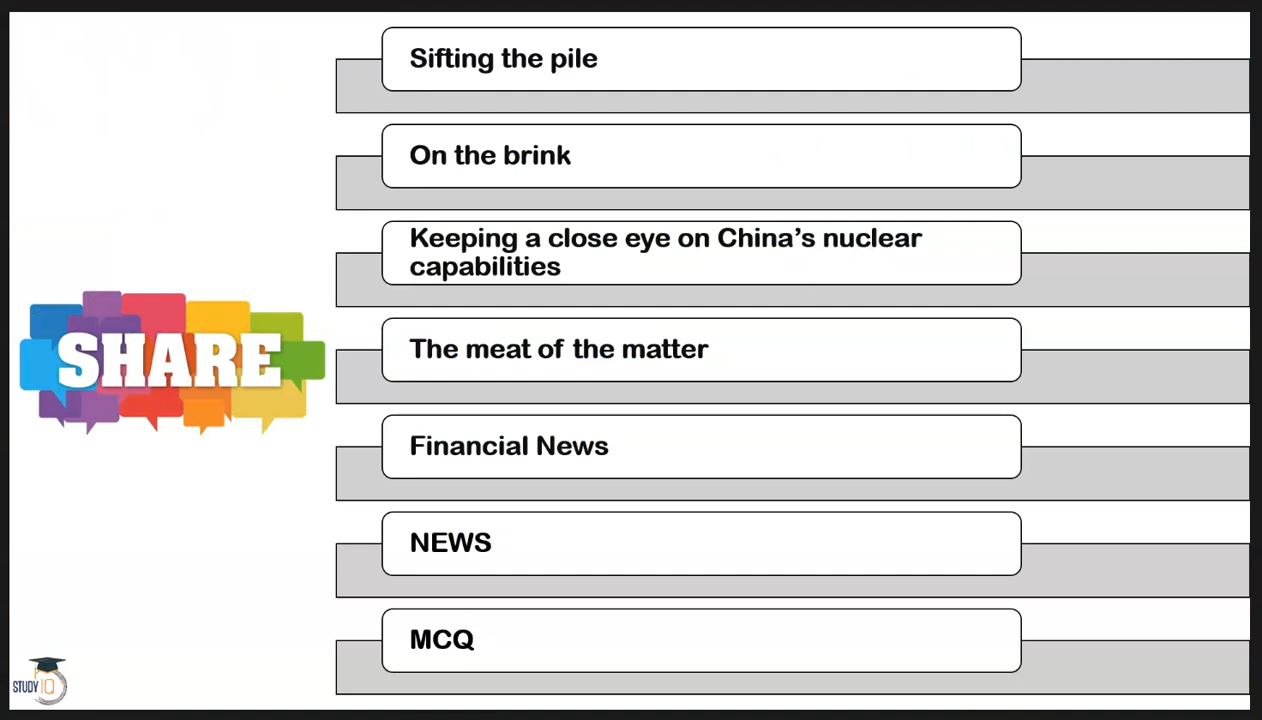 Sifting the pile
On the brink
Keeping a close eye on China’s nuclear
capabilities
The meat of the matter
Financial News
NEWS
MCQ
SHARE
STUDY IQ